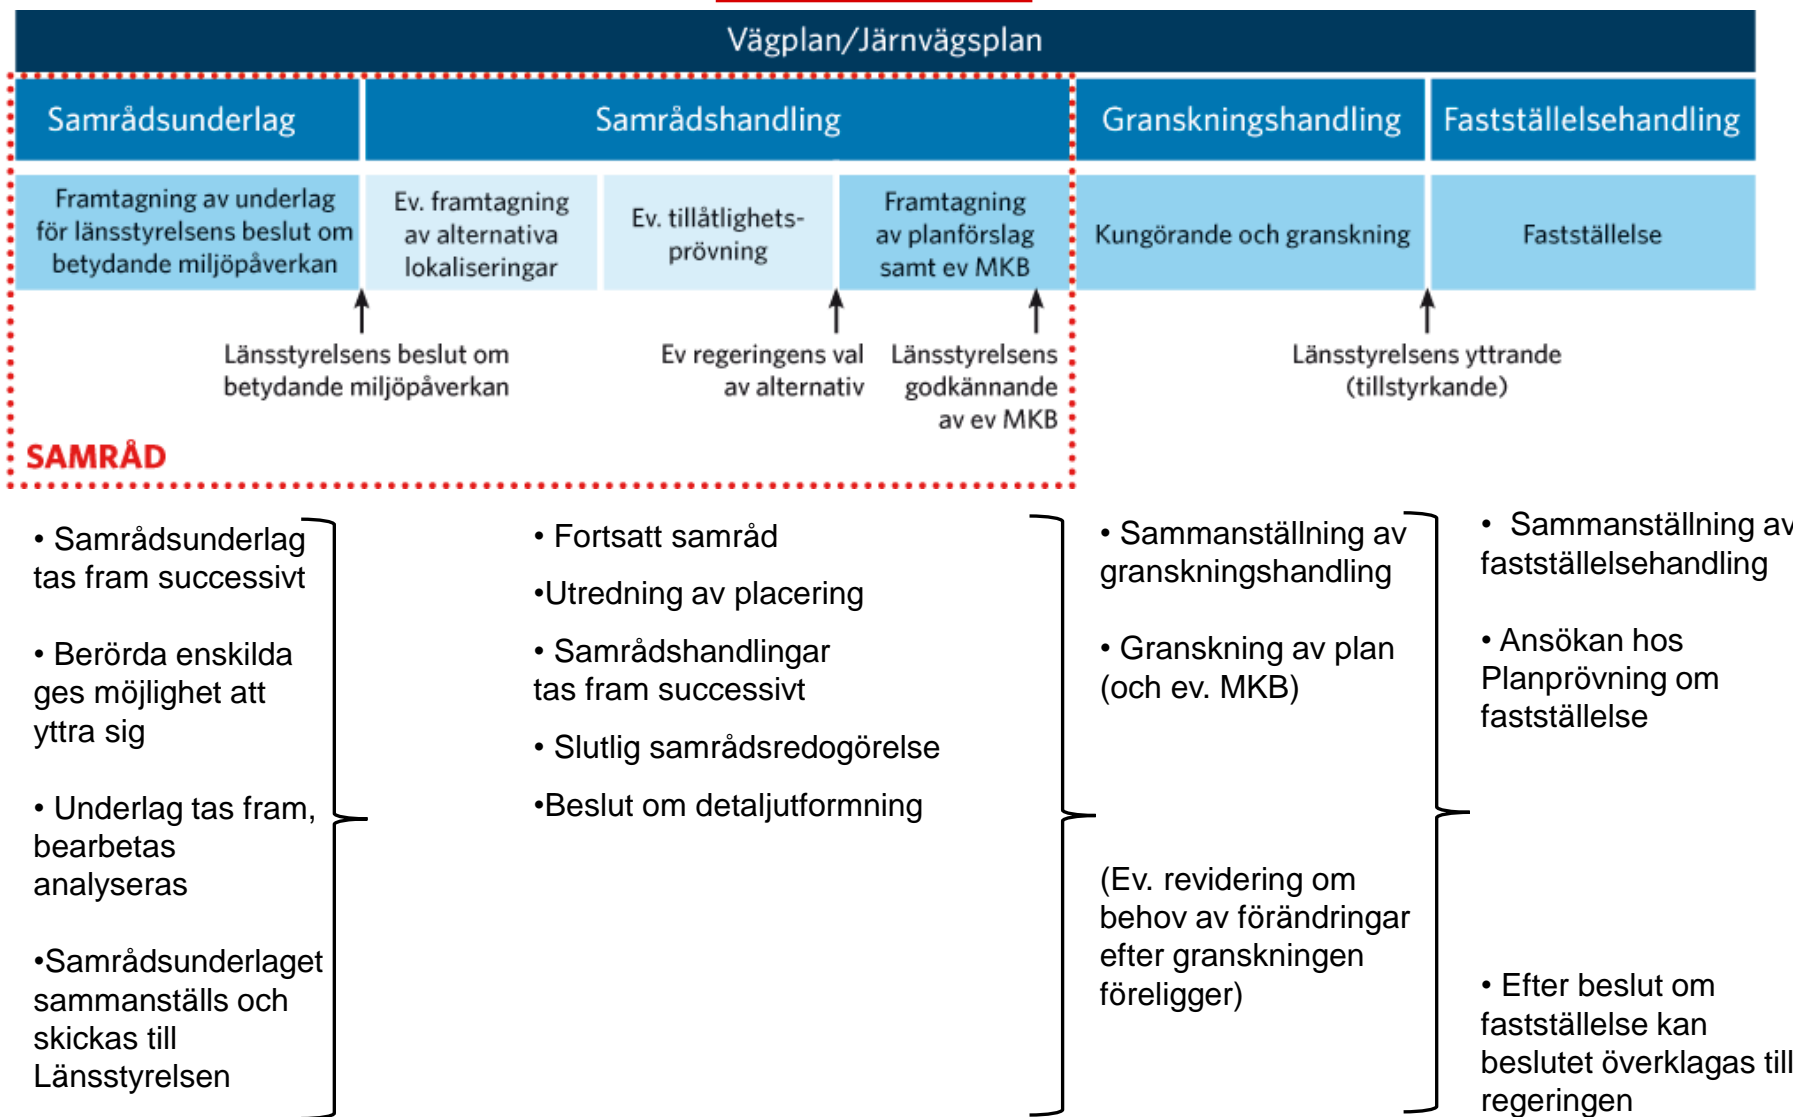 Vägplan/Järnvägsplan
Samrådsunderlag
Samrådshandling
Granskningshandling
Fastställelsehandling
Framtagning av underlag
för länsstyrelsens beslut om
betydande miljöpåverkan
Ev. framtagning
av alternativa
lokaliseringar
Ev. tillåtlighets-
prövning
Framtagning
av planförslag
samt ev MKB
Kungörande och granskning
Fastställelse
Länsstyrelsens beslut om
betydande miljöpåverkan
Ev regeringens val
av alternativ
Länsstyrelsens
godkännande
av ev MKB
Länsstyrelsens yttrande
(tillstyrkande)
SAMRÅD
• Samrådsunderlag
tas fram successivt
• Berörda enskilda
ges möjlighet att
yttra sig
• Underlag tas fram,
bearbetas
analyseras
•Samrådsunderlaget
sammanställs och
skickas till
Länsstyrelsen
• Fortsatt samråd
•Utredning av placering
• Samrådshandlingar
tas fram successivt
• Slutlig samrådsredogörelse
•Beslut om detaljutformning
• Sammanställning av
granskningshandling
• Granskning av plan
(och ev. MKB)
(Ev. revidering om
behov av förändringar
efter granskningen
föreligger)
• Sammanställning av
fastställelsehandling
• Ansökan hos
Planprövning om
fastställelse
• Efter beslut om
fastställelse kan
beslutet överklagas till
regeringen